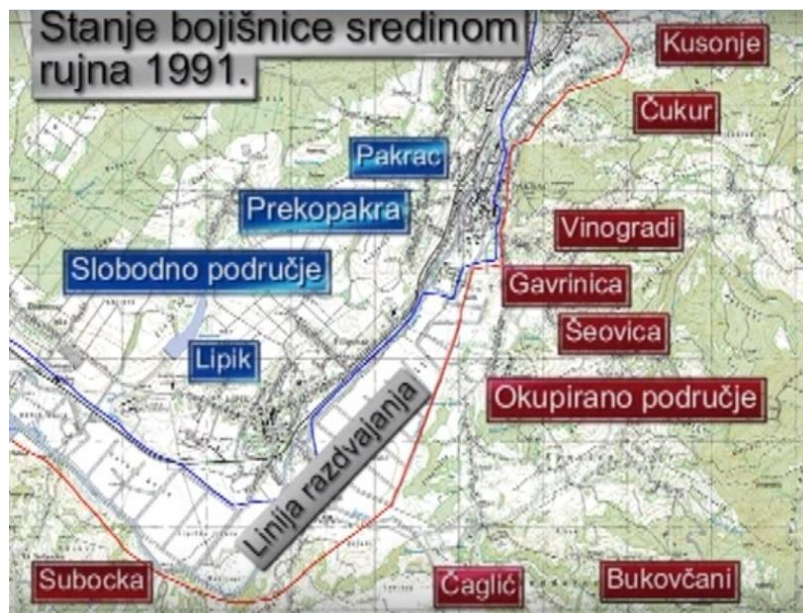 Stanje bojišnice sredinom
rujna 1991.
Kusonje
Čukur
Pakrac
Prekopakra
Vinogradi
Slobodno područje
Gavrinica
Šeovica
Lipik
Okupirano područje
Linija razdvajanja
Subocka
Čaglić
Bukovčani